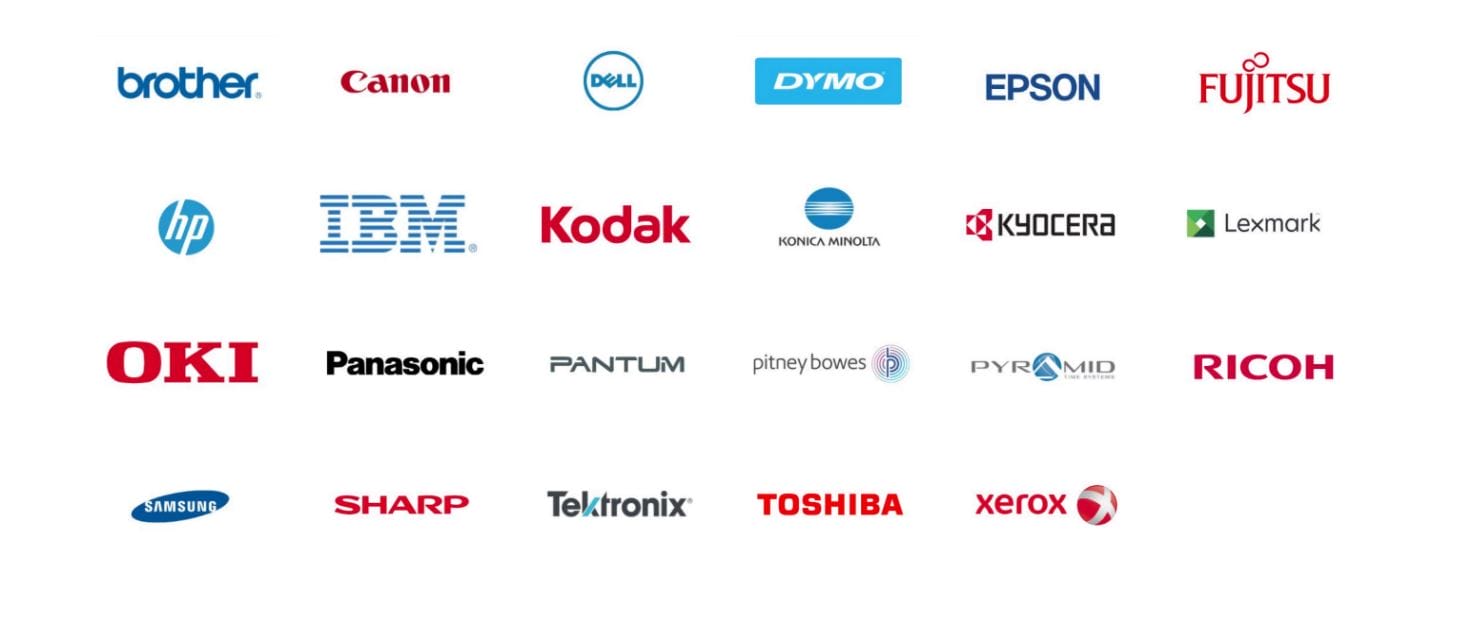 brother®
Canon
DELL
DYMO
EPSON
FUJITSU
hp
IBM®
Kodak
KONICA MINOLTA
KYOCERA
Lexmark
OKI
Panasonic
PANTUM
pitney bowes
PYRAMID
TIME SYSTEMS
RICOH
SAMSUNG
SHARP
Tektronix®
TOSHIBA
xerox